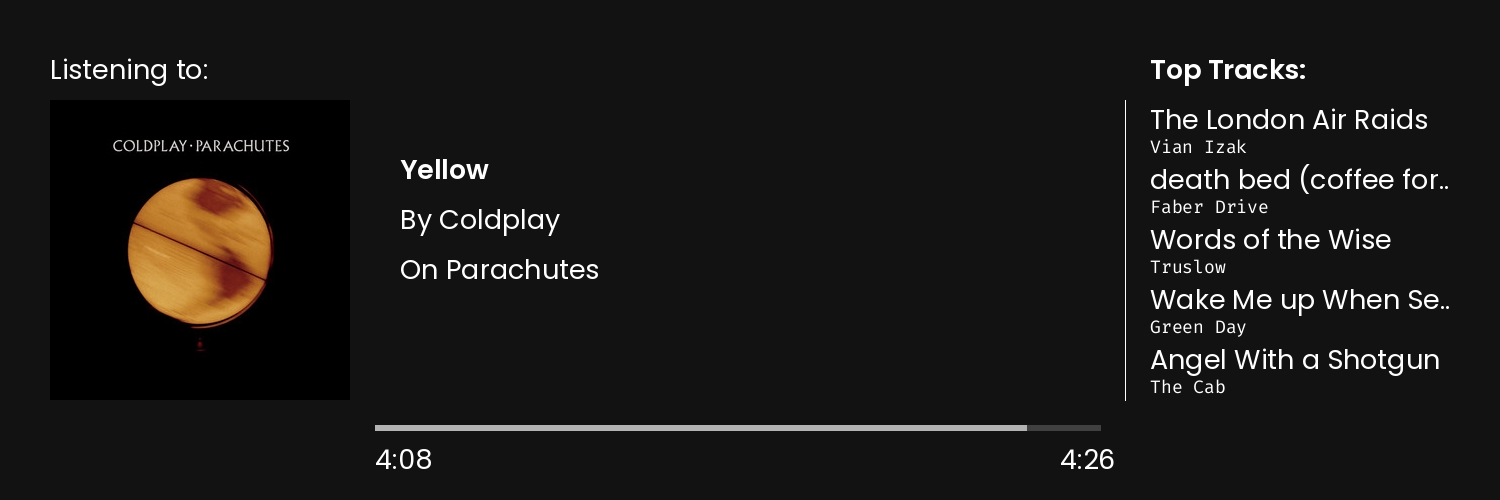 Listening to:
COLDPLAY · PARACHUTES
Yellow
By Coldplay
On Parachutes
4:08
4:26
Top Tracks:
The London Air Raids
Vian Izak
death bed (coffee for..
Faber Drive
Words of the Wise
Truslow
Wake Me up When Se..
Green Day
Angel With a Shotgun
The Cab